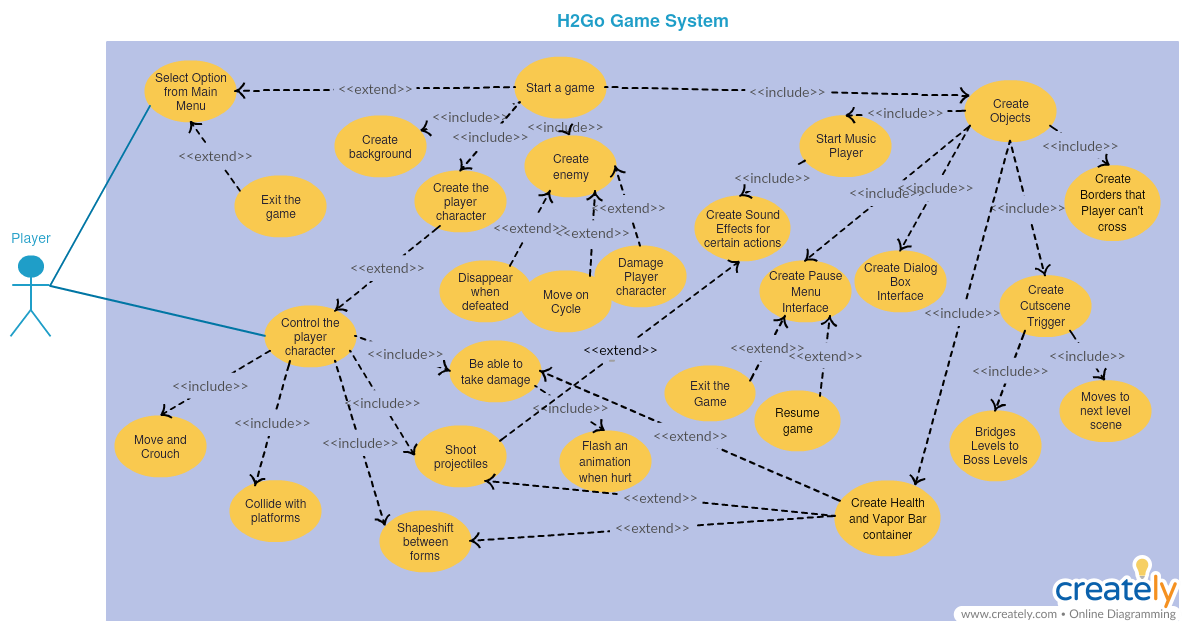 H2Go Game System
Player
Select Option
from Main
Menu
<<extend>>
Start a game
<<include>>
Create
Objects
<<extend>>
Exit the
game
Create
background
<<include>>
<<include>>
<<include>>
Create the
player
character
Create
enemy
<<extend>>
<<extend>>
<<extend>>
Disappear
when
defeated
Move on
Cycle
Damage
Player
character
<<include>>
Start Music
Player
<<include>>
Create Sound
Effects for
certain actions
<<include>>
<<include>>
<<include>>
<<include>>
Create
Borders that
Player can't
cross
Create Pause
Menu
Interface
Create Dialog
Box
Interface
<<include>>
Create
Cutscene
Trigger
<<extend>>
Control the
player
character
<<include>>
Be able to
take damage
<<extend>>
<<extend>>
<<extend>>
Exit the
Game
Resume
game
<<include>>
<<include>>
Bridges
Levels to
Boss Levels
Moves to
next level
scene
<<include>>
<<include>>
<<include>>
<<include>>
<<include>>
Move and
Crouch
Collide with
platforms
Shoot
projectiles
Flash an
animation
when hurt
Shapeshift
between
forms
<<extend>>
<<extend>>
<<extend>>
Create Health
and Vapor Bar
container
creately
www.creately.com • Online Diagramming